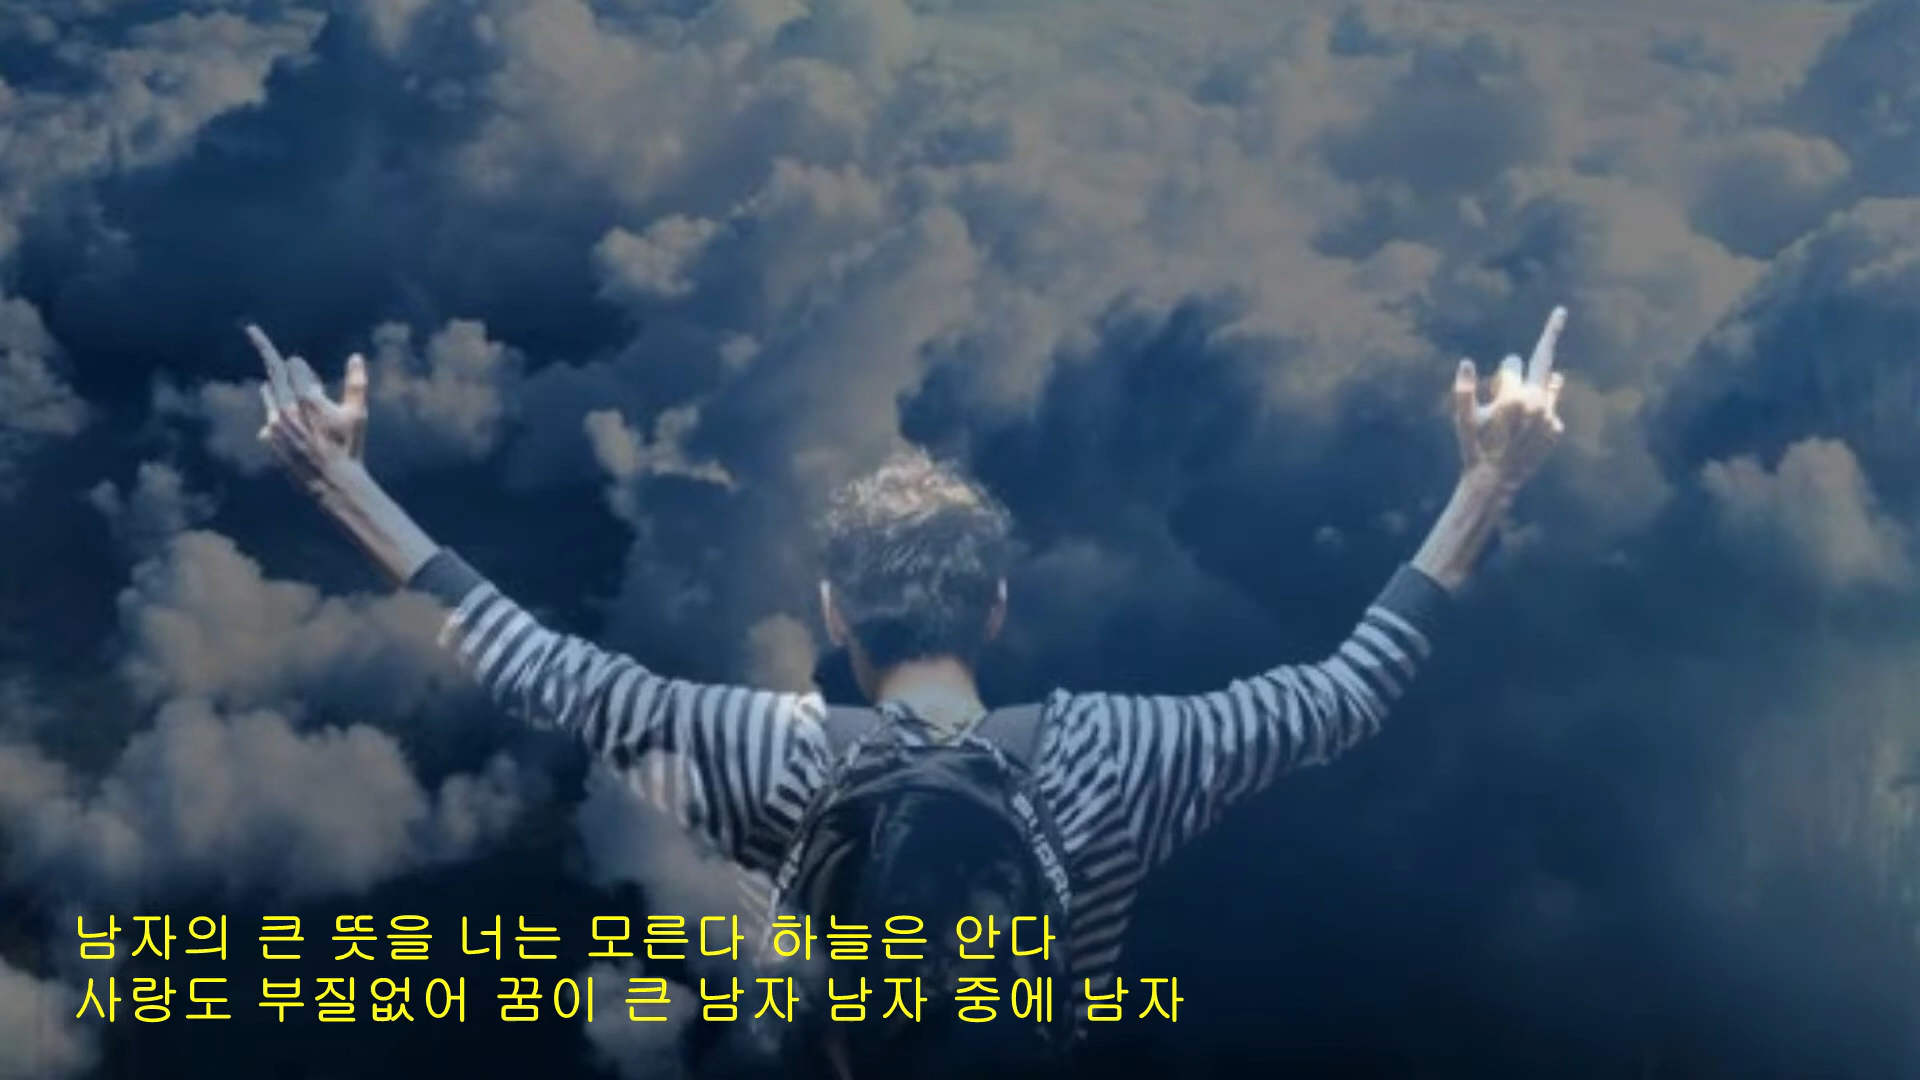 남자의 큰 뜻을 너는 모른다 하늘은 안다
사랑도 부질없어 꿈이 큰 남자 남자 중에 남자